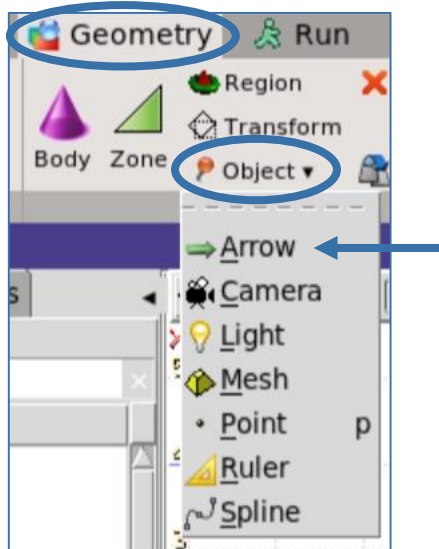 Geometry Run
Region
Transform
Body Zone
Object ▾
Arrow
Camera
s
Light
Mesh
Point p
Ruler
Spline